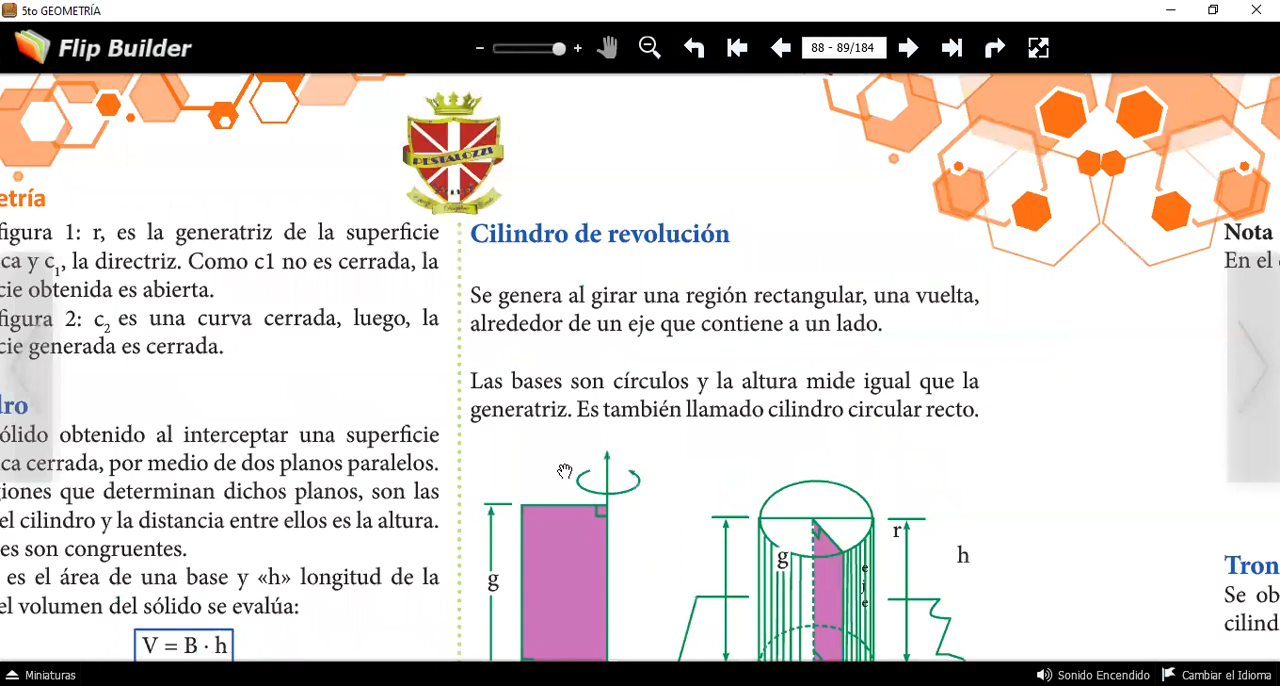 5to GEOMETRÍA
Flip Builder
88 - 89/184
PESTALOZZI
etría
figura 1: r, es la generatriz de la superficie
ca y c1, la directriz. Como c1 no es cerrada, la
cie obtenida es abierta.
figura 2: c2 es una curva cerrada, luego, la
cie generada es cerrada.
dro
ólido obtenido al interceptar una superficie
ca cerrada, por medio de dos planos paralelos.
giones que determinan dichos planos, son las
el cilindro y la distancia entre ellos es la altura.
es son congruentes.
es el área de una base y «h» longitud de la
el volumen del sólido se evalúa:
V = B · h
Cilindro de revolución
Se genera al girar una región rectangular, una vuelta,
alrededor de un eje que contiene a un lado.
Las bases son círculos y la altura mide igual que la
generatriz. Es también llamado cilindro circular recto.
g
g
eje
r
h
Nota
En el
Tron
Se ob
cilind
Miniaturas
Sonido Encendido
Cambiar el Idioma